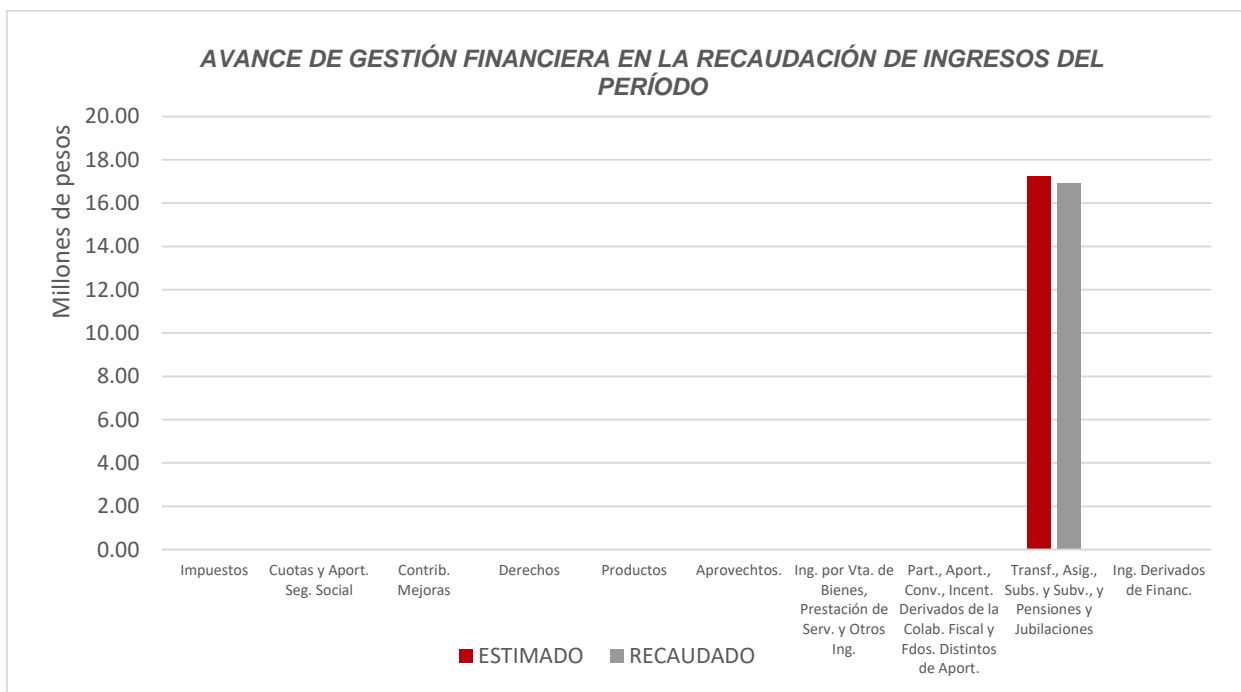 AVANCE DE GESTIÓN FINANCIERA EN LA RECAUDACIÓN DE INGRESOS DEL
PERÍODO
Millones de pesos
20.00
18.00
16.00
14.00
12.00
10.00
8.00
6.00
4.00
2.00
0.00
Impuestos
Cuotas y Aport.
Seg. Social
Contrib.
Mejoras
Derechos
Productos
Aprovechtos.
Ing. por Vta. de
Bienes,
Prestación de
Serv. y Otros
Ing.
Part., Aport.,
Conv., Incent.
Derivados de la
Colab. Fiscal y
Fdos. Distintos
de Aport.
Transf., Asig.,
Subs. y Subv., y
Pensiones y
Jubilaciones
Ing. Derivados
de Financ.
ESTIMADO
RECAUDADO